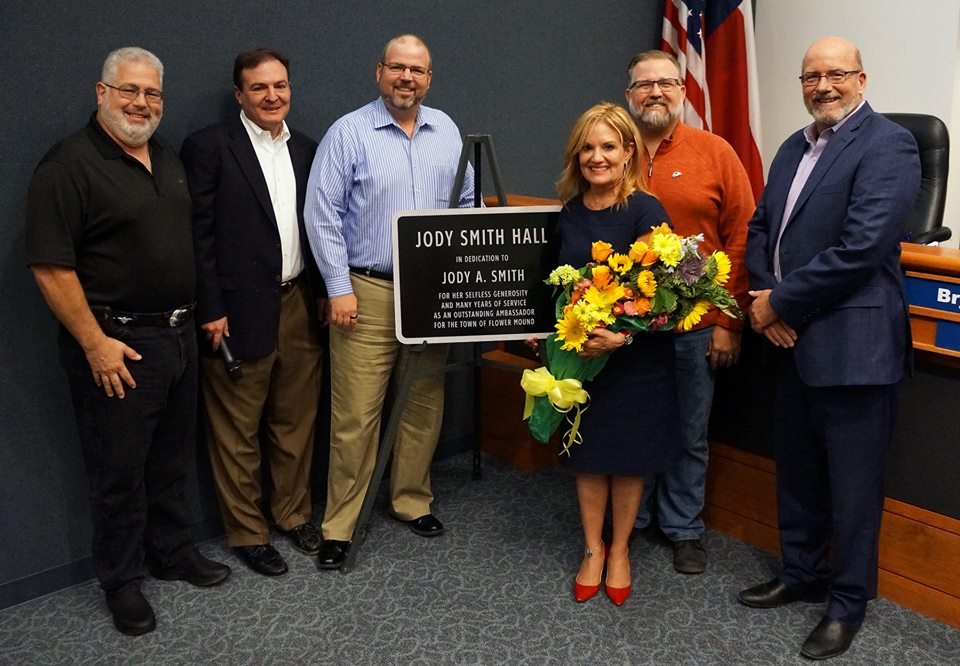 JODY SMITH HALL
IN DEDICATION TO
JODY A. SMITH
FOR HER SELFLESS GENEROSITY
AND MANY YEARS OF SERVICE
AS AN OUTSTANDING AMBASSADOR
FOR THE TOWN OF FLOWER MOUND